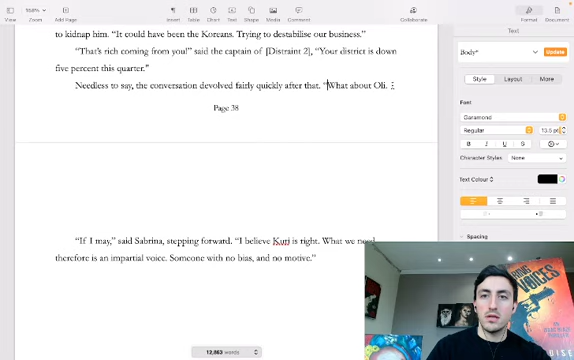 View
Zoom
Add Page
Insert
Table
Chart
Text
Shape
Media
Comment
Collaborate
Format
Document
to kidnap him. “It could have been the Koreans. Trying to destabilise our business.”
“That’s rich coming from you!” said the captain of [Distraint 2], “Your district is down
five percent this quarter.”
Needless to say, the conversation devolved fairly quickly after that. “What about Oli.
Page 38
“If I may,” said Sabrina, stepping forward. “I believe Kuri is right. What we need
therefore is an impartial voice. Someone with no bias, and no motive.”
12,863 words
Text
Body*
Update
Style
Layout
More
Font
Garamond
Regular
13.5 pt
B I U S
Character Styles
None
Text Colour
Spacing
VOICES